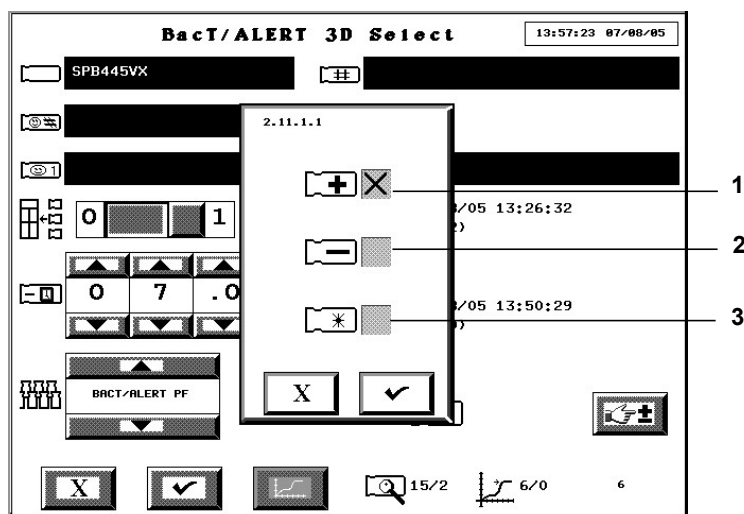 BacT/ALERT 3D Select
13:57:23 07/08/05
SPB445VX
#
2.11.1.1
1
1
/05 13:26:32
2)
0
1
2
0 7 .0
/05 13:50:29
)
3
BACT/ALERT PF
X
X
15/2
6/0
6